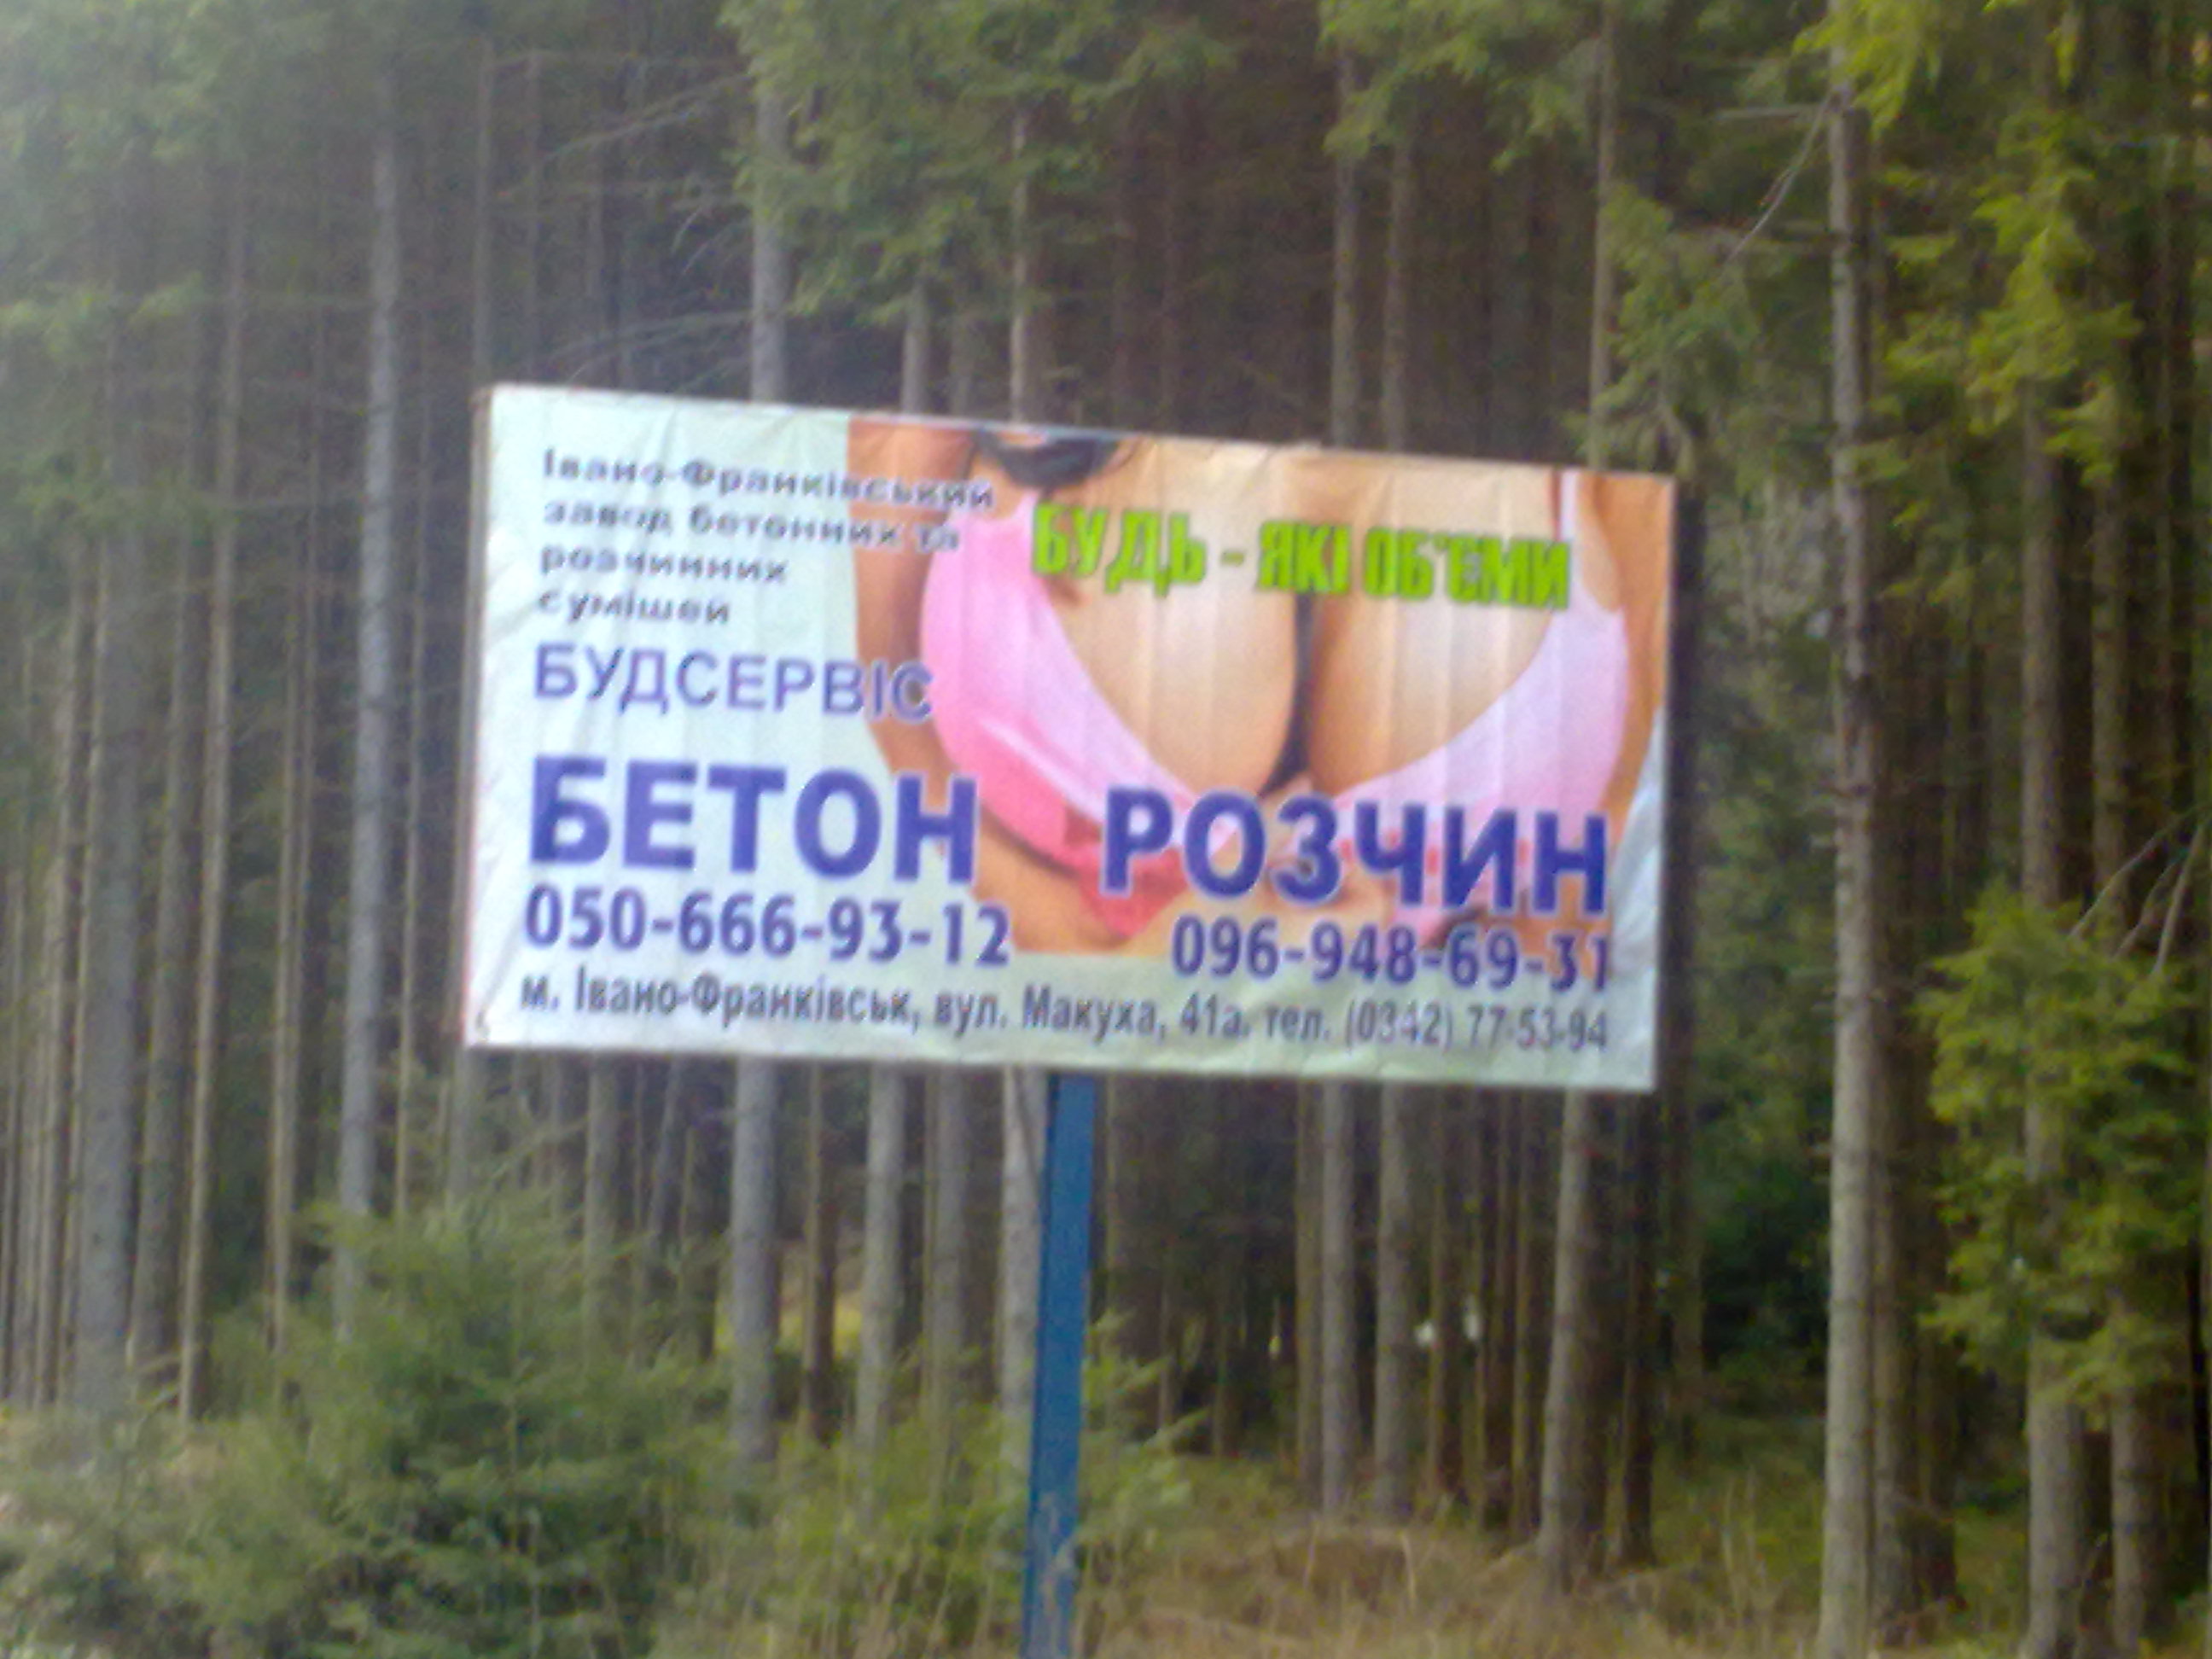 Івано-Франківський
завод бетонних та
розчинних
сумішей
БУДЬ - ЯКІ ОБ'ЄМИ
БУДСЕРВІС
БЕТОН РОЗЧИН
050-666-93-12 096-948-69-31
м. Івано-Франківськ, вул. Макуха, 41а. тел. (0342) 77-53-94